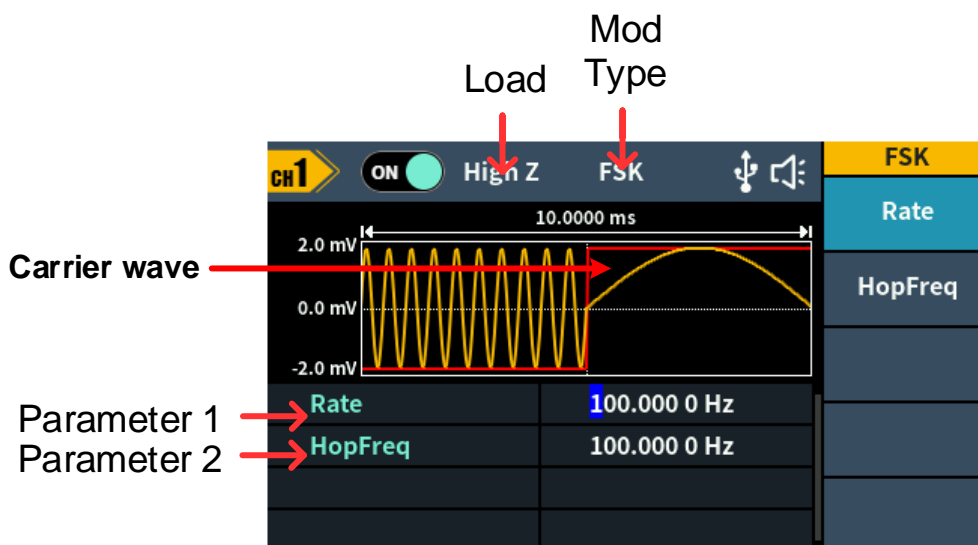 Mod
Type
Load
CH1 ON High Z FSK
FSK
Rate
HopFreq
10.0000 ms
2.0 mV
Carrier wave
0.0 mV
-2.0 mV
Parameter 1
Rate 100.000 0 Hz
Parameter 2
HopFreq 100.000 0 Hz